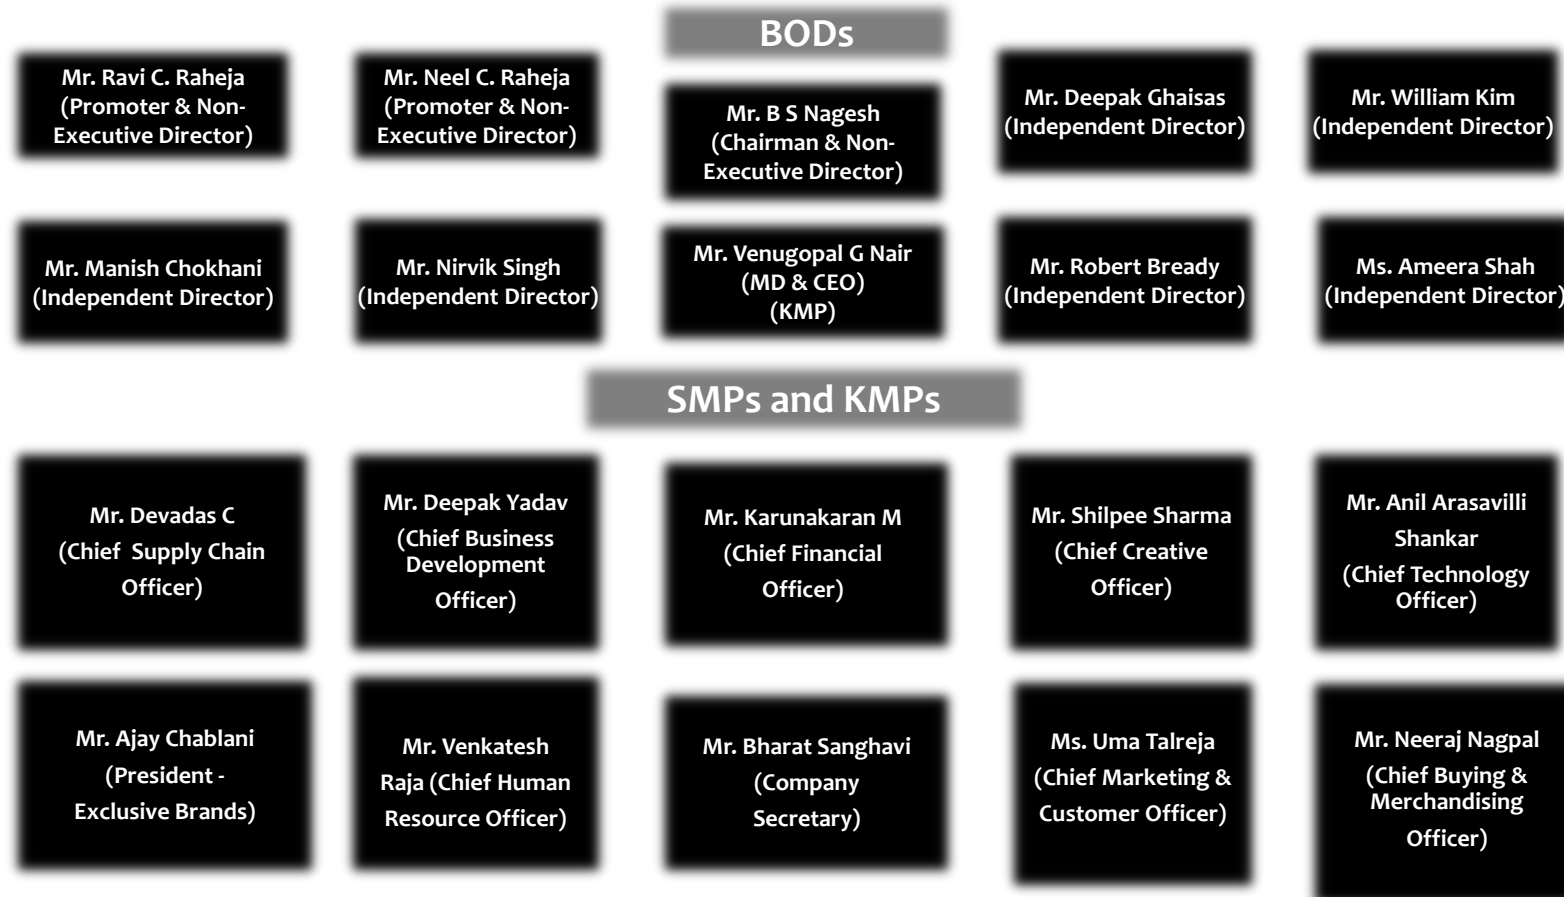 BODs
Mr. Ravi C. Raheja
(Promoter & Non-
Executive Director)
Mr. Neel C. Raheja
(Promoter & Non-
Executive Director)
Mr. B S Nagesh
(Chairman & Non-
Executive Director)
Mr. Deepak Ghaisas
(Independent Director)
Mr. William Kim
(Independent Director)
Mr. Manish Chokhani
(Independent Director)
Mr. Nirvik Singh
(Independent Director)
Mr. Venugopal G Nair
(MD & CEO)
(KMP)
Mr. Robert Bready
(Independent Director)
Ms. Ameera Shah
(Independent Director)
SMPs and KMPs
Mr. Devadas C
(Chief Supply Chain
Officer)
Mr. Deepak Yadav
(Chief Business
Development
Officer)
Mr. Karunakaran M
(Chief Financial
Officer)
Mr. Shilpee Sharma
(Chief Creative
Officer)
Mr. Anil Arasavilli
Shankar
(Chief Technology
Officer)
Mr. Ajay Chablani
(President -
Exclusive Brands)
Mr. Venkatesh
Raja (Chief Human
Resource Officer)
Mr. Bharat Sanghavi
(Company
Secretary)
Ms. Uma Talreja
(Chief Marketing &
Customer Officer)
Mr. Neeraj Nagpal
(Chief Buying &
Merchandising
Officer)